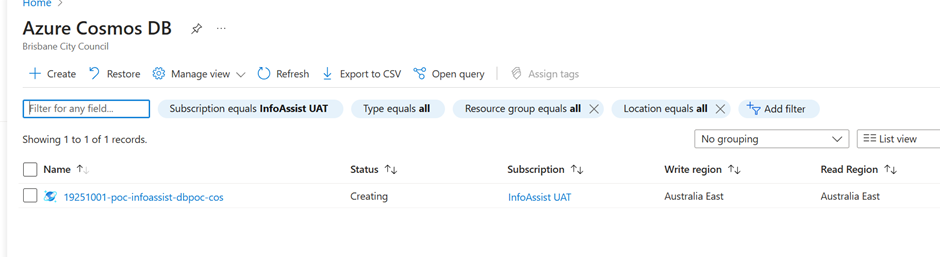 Home >
Azure Cosmos DB ...
Brisbane City Council
Create Restore Manage view Refresh Export to CSV Open query Assign tags
Filter for any field... Subscription equals InfoAssist UAT Type equals all Resource group equals all Location equals all Add filter
Showing 1 to 1 of 1 records. No grouping List view
Name Status Subscription Write region Read Region
19251001-poc-infoassist-dbpoc-cos Creating InfoAssist UAT Australia East Australia East